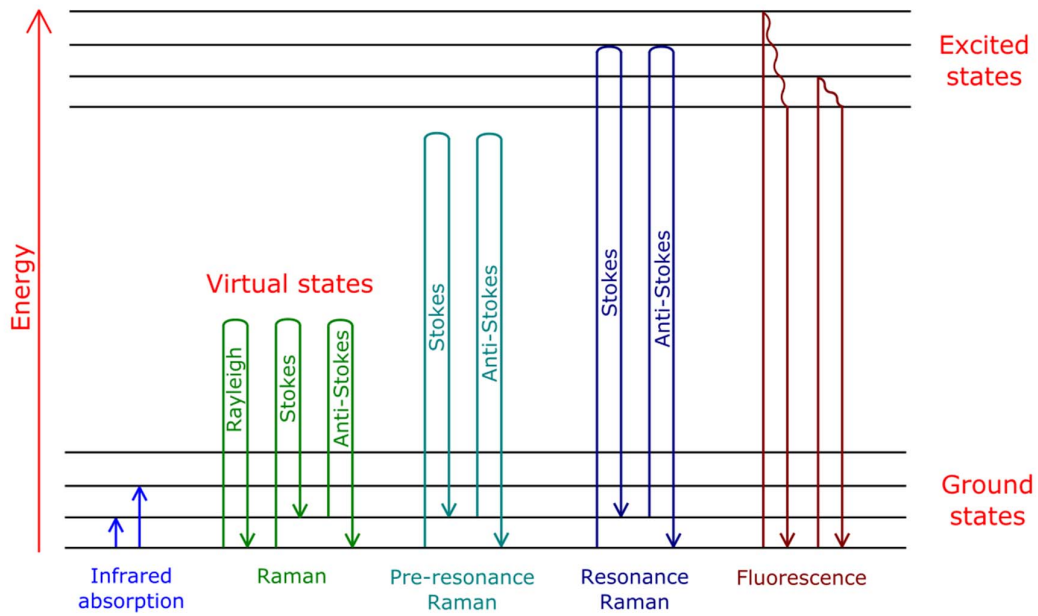 Excited
states
Energy
Virtual states
Rayleigh
Stokes
Anti-Stokes
Stokes
Anti-Stokes
Stokes
Anti-Stokes
Ground
states
Infrared
absorption
Raman
Pre-resonance
Raman
Resonance
Raman
Fluorescence